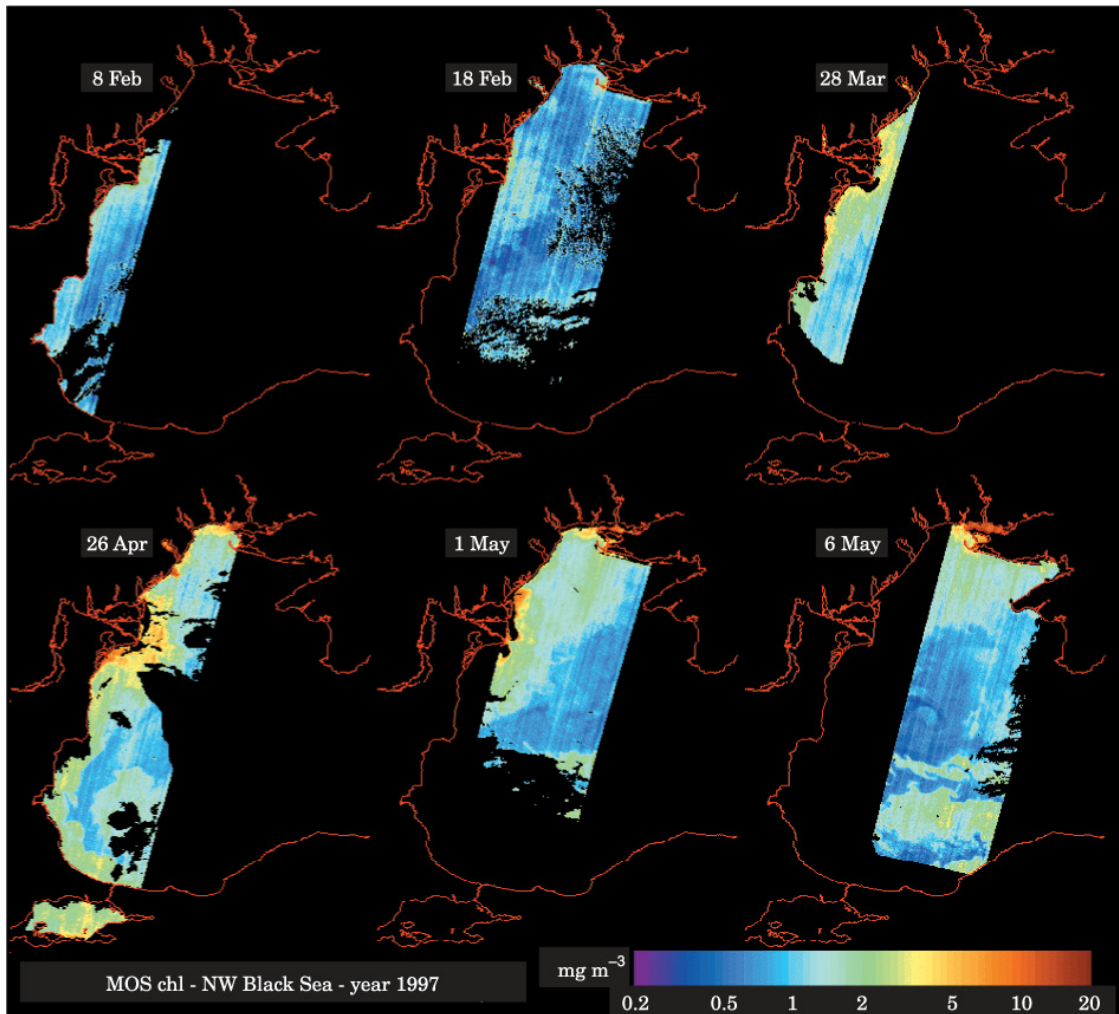 8 Feb
18 Feb
28 Mar
26 Apr
1 May
6 May
MOS chl - NW Black Sea - year 1997
mg m⁻³
0.2 0.5 1 2 5 10 20